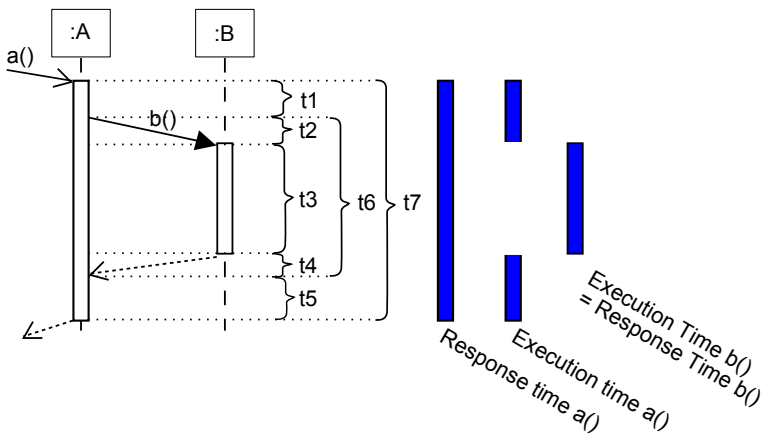 :A
:B
a()
b()
t1
t2
t3
t4
t5
t6
t7
Response time a()
Execution time a()
Execution Time b()
= Response Time b()